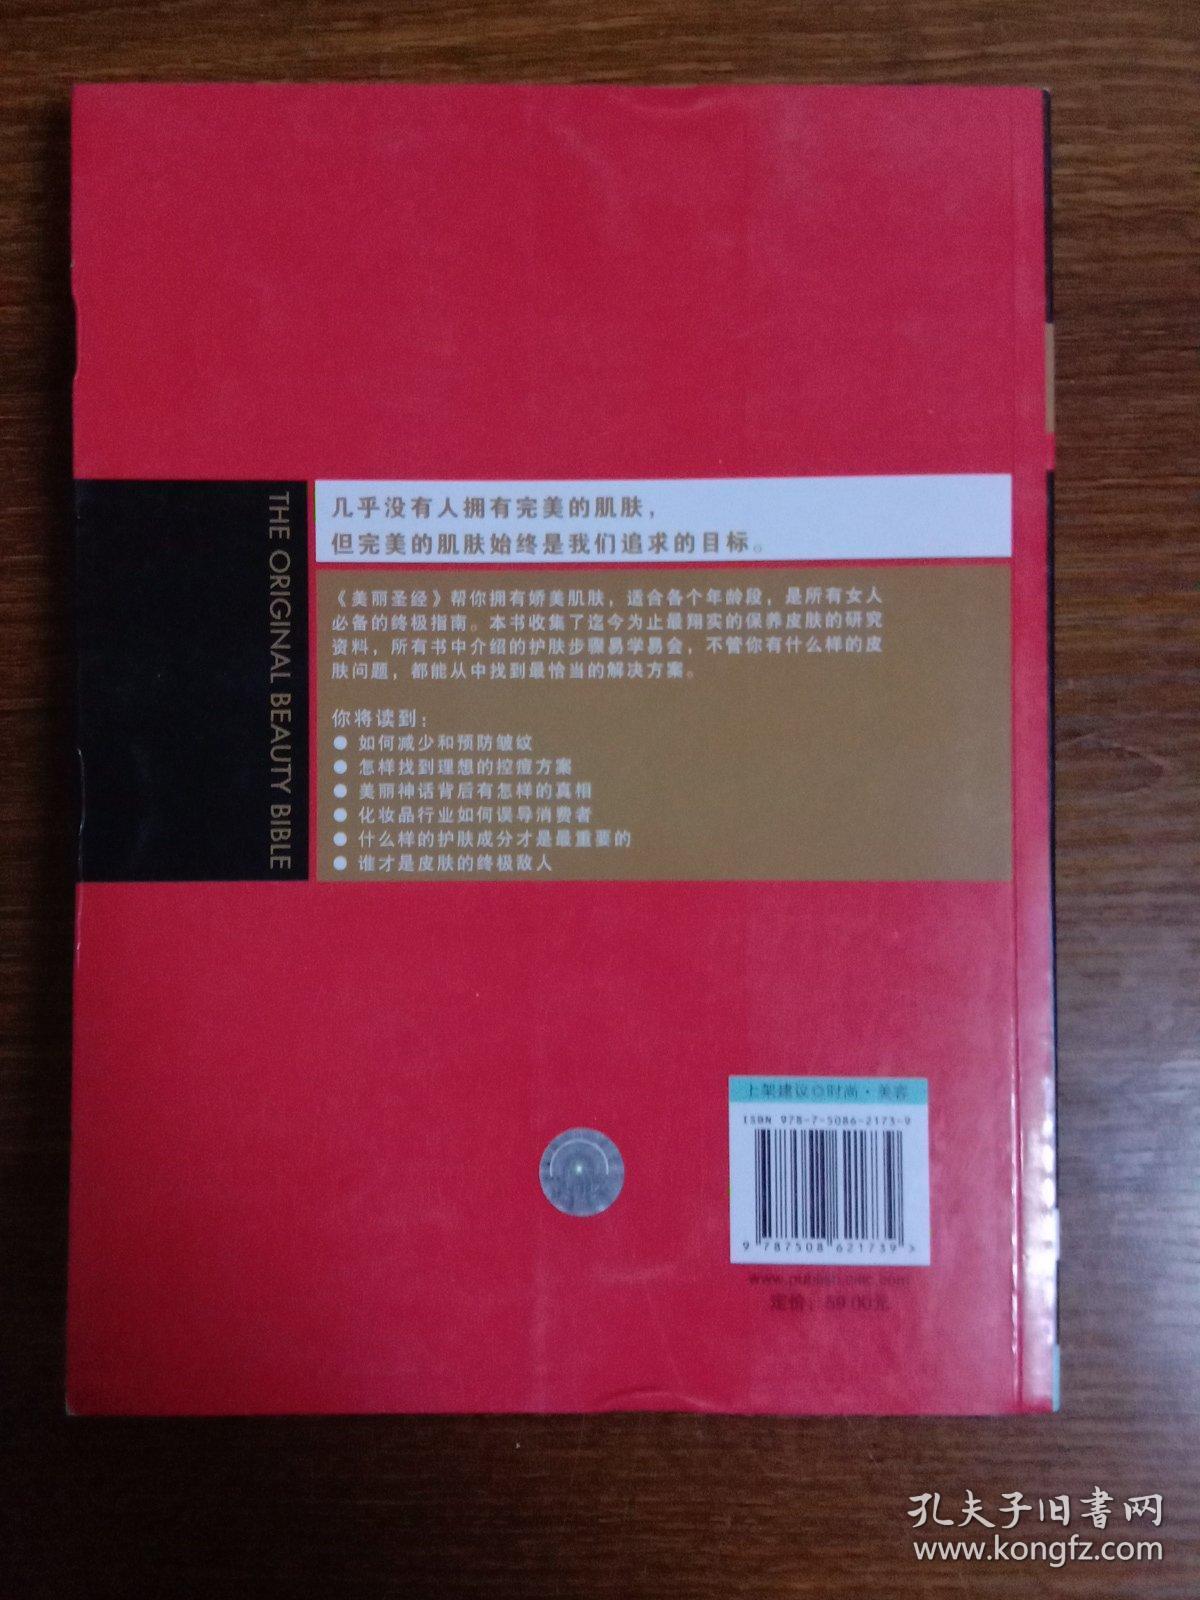 THE ORIGINAL BEAUTY BIBLE
几乎没有人拥有完美的肌肤，
但完美的肌肤始终是我们追求的目标。
《美丽圣经》帮你拥有娇美肌肤，适合各个年龄段，是所有女人
必备的终极指南。本书收集了迄今为止最翔实的保养皮肤的研究
资料，所有书中介绍的护肤步骤易学易会，不管你有什么样的皮
肤问题，都能从中找到最恰当的解决方案。
你将读到：
● 如何减少和预防皱纹
● 怎样找到理想的控痘方案
● 美丽神话背后有怎样的真相
● 化妆品行业如何误导消费者
● 什么样的护肤成分才是最重要的
● 谁才是皮肤的终极敌人
上架建议◎时尚·美容
ISBN 978-7-5086-2173-9
9 787508 621739 >
www.publish.citic.com
定价：59.00元
孔夫子旧书网
www.kongfz.com